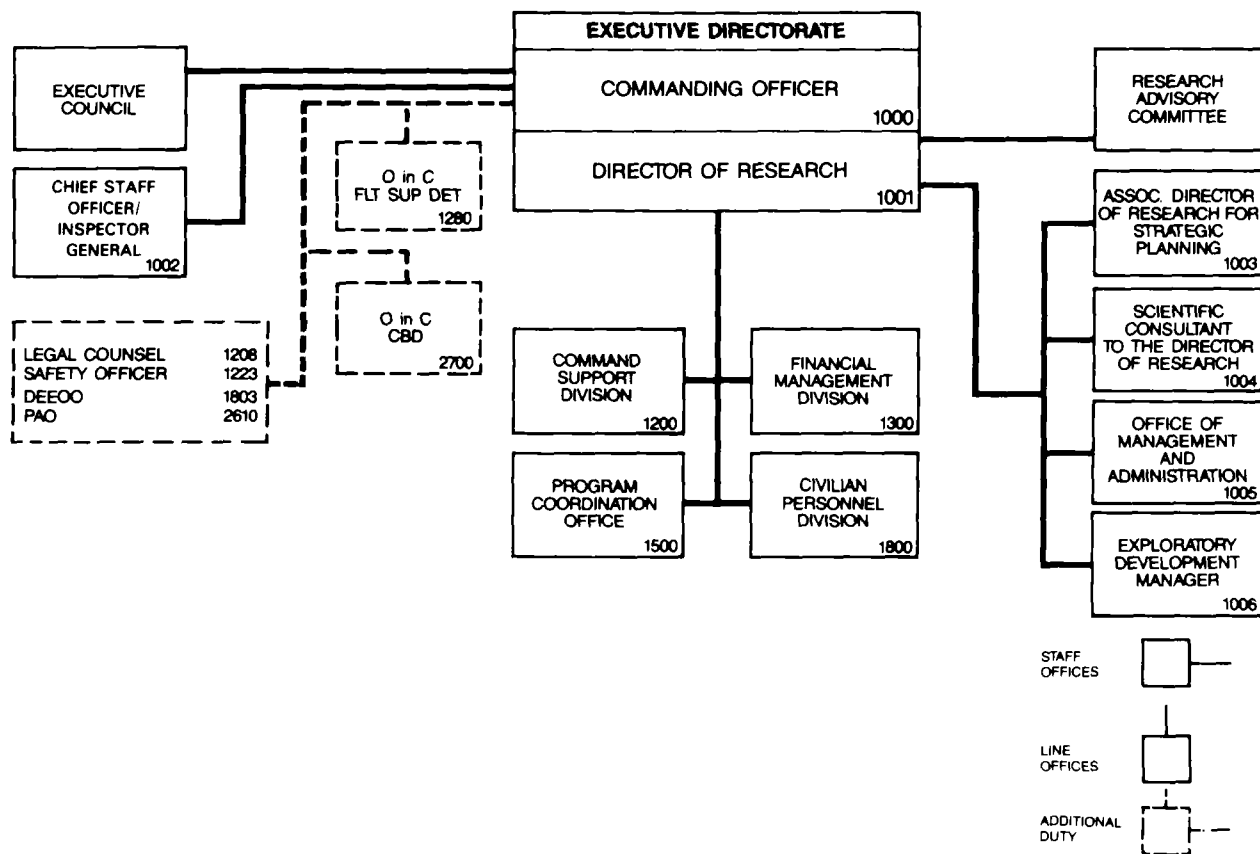 EXECUTIVE DIRECTORATE
COMMANDING OFFICER
1000
DIRECTOR OF RESEARCH
1001
EXECUTIVE
COUNCIL
CHIEF STAFF
OFFICER/
INSPECTOR
GENERAL
1002
O in C
FLT SUP DET
1280
O in C
CBD
2700
LEGAL COUNSEL 1208
SAFETY OFFICER 1223
DEEOO 1803
PAO 2610
COMMAND
SUPPORT
DIVISION
1200
FINANCIAL
MANAGEMENT
DIVISION
1300
PROGRAM
COORDINATION
OFFICE
1500
CIVILIAN
PERSONNEL
DIVISION
1800
RESEARCH
ADVISORY
COMMITTEE
ASSOC. DIRECTOR
OF RESEARCH FOR
STRATEGIC
PLANNING
1003
SCIENTIFIC
CONSULTANT
TO THE DIRECTOR
OF RESEARCH
1004
OFFICE OF
MANAGEMENT
AND
ADMINISTRATION
1005
EXPLORATORY
DEVELOPMENT
MANAGER
1006
STAFF
OFFICES
LINE
OFFICES
ADDITIONAL
DUTY